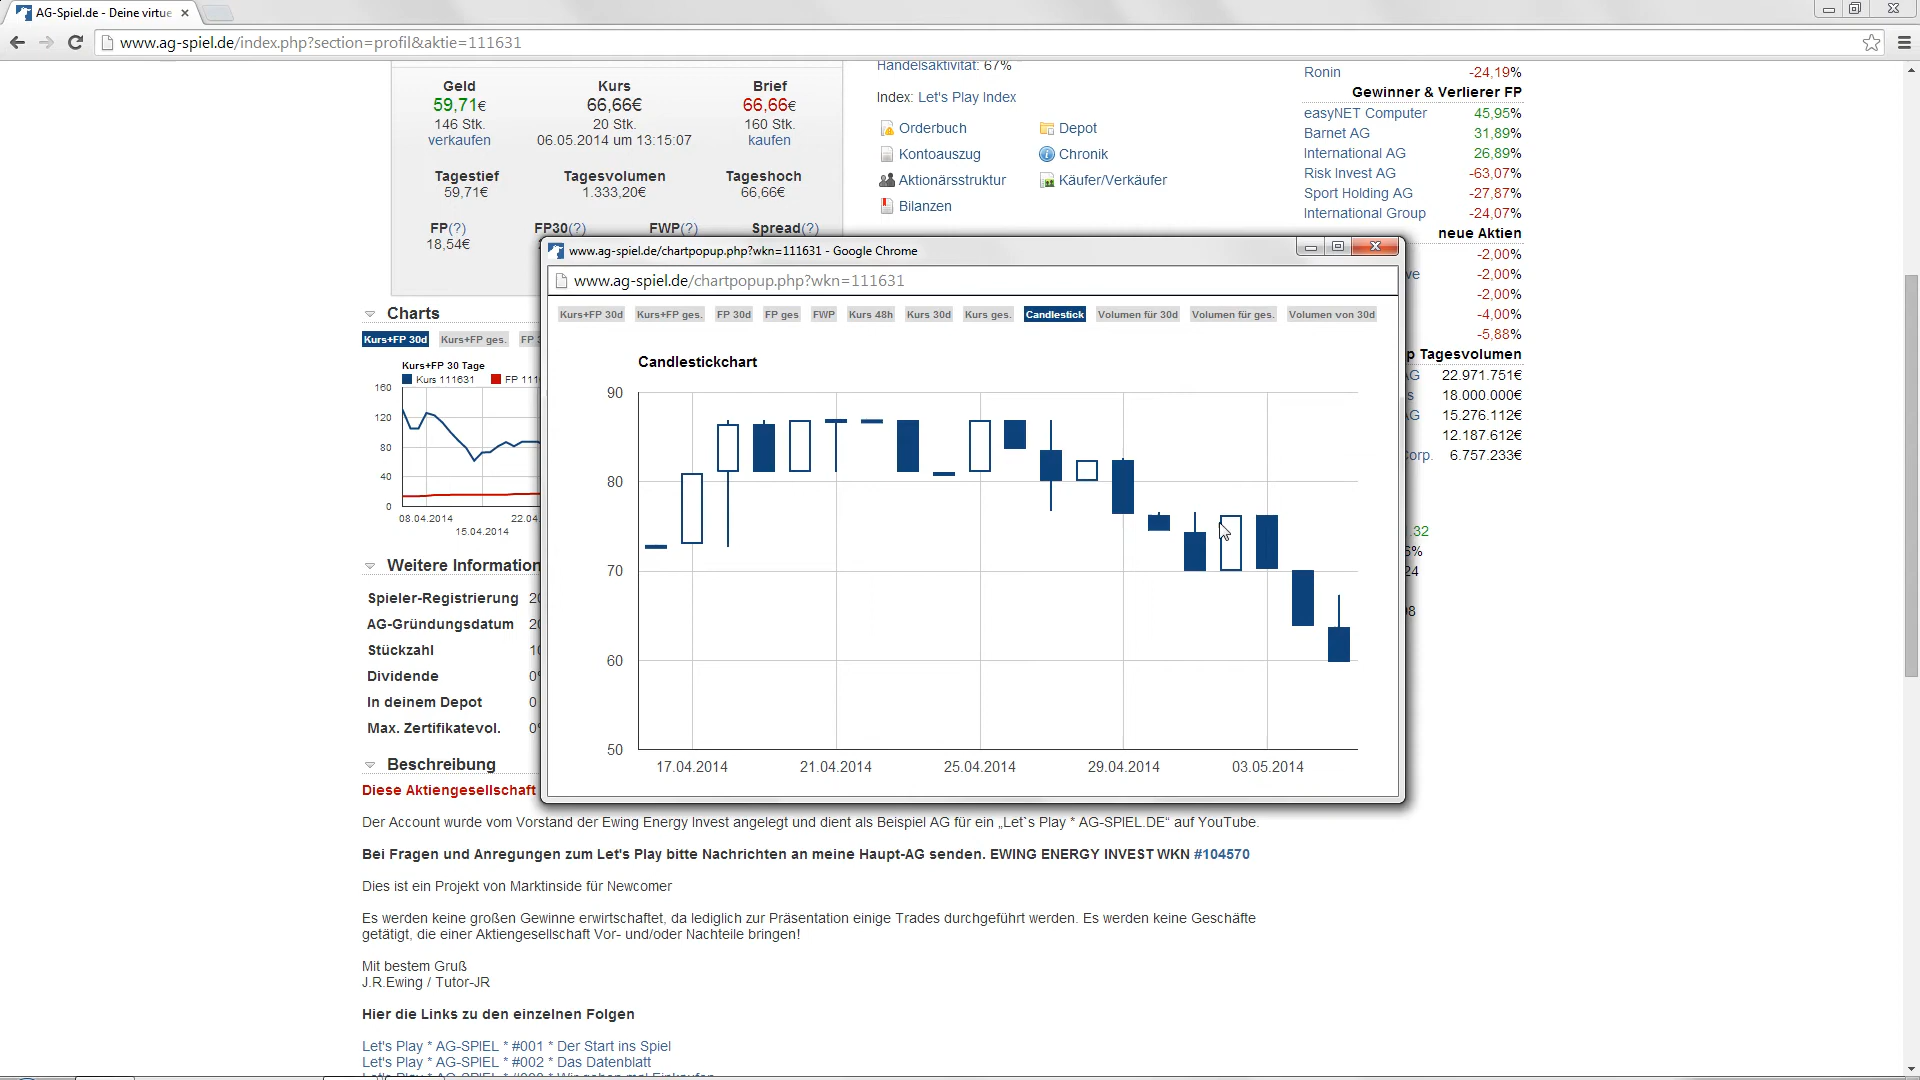 AG-Spiel.de - Deine virtue
www.ag-spiel.de/index.php?section=profil&aktie=111631
Geld Kurs Brief
59,71€ 66,66€ 66,66€
146 Stk. 20 Stk. 160 Stk.
verkaufen 06.05.2014 um 13:15:07 kaufen
Tagestief Tagesvolumen Tageshoch
59,71€ 1.333,20€ 66,66€
FP(?) FP30(?) FWP(?) Spread(?)
18,54€
Handelsaktivität: 67%
Index: Let's Play Index
Orderbuch Depot
Kontoauszug Chronik
Aktionärsstruktur Käufer/Verkäufer
Bilanzen
Ronin -24,19%
Gewinner & Verlierer FP
easyNET Computer 45,95%
Barnet AG 31,89%
International AG 26,89%
Risk Invest AG -63,07%
Sport Holding AG -27,87%
International Group -24,07%
neue Aktien
-2,00%
ve -2,00%
-2,00%
-4,00%
-5,88%
p Tagesvolumen
AG 22.971.751€
s 18.000.000€
AG 15.276.112€
12.187.612€
Corp. 6.757.233€
.32
%
24
98
Charts
Kurs+FP 30d Kurs+FP ges. FP 3
Kurs+FP 30 Tage
Kurs 111631 FP 111
160
120
80
40
0
08.04.2014 22.04
15.04.2014
www.ag-spiel.de/chartpopup.php?wkn=111631 - Google Chrome
www.ag-spiel.de/chartpopup.php?wkn=111631
Kurs+FP 30d Kurs+FP ges. FP 30d FP ges FWP Kurs 48h Kurs 30d Kurs ges. Candlestick Volumen für 30d Volumen für ges. Volumen von 30d
Candlestickchart
90
80
70
60
50
17.04.2014 21.04.2014 25.04.2014 29.04.2014 03.05.2014
Weitere Information
Spieler-Registrierung 20
AG-Gründungsdatum 20
Stückzahl 10
Dividende 0%
In deinem Depot 0
Max. Zertifikatevol. 0%
Beschreibung
Diese Aktiengesellschaft
Der Account wurde vom Vorstand der Ewing Energy Invest angelegt und dient als Beispiel AG für ein „Let`s Play * AG-SPIEL.DE“ auf YouTube.
Bei Fragen und Anregungen zum Let's Play bitte Nachrichten an meine Haupt-AG senden. EWING ENERGY INVEST WKN #104570
Dies ist ein Projekt von Marktinside für Newcomer
Es werden keine großen Gewinne erwirtschaftet, da lediglich zur Präsentation einige Trades durchgeführt werden. Es werden keine Geschäfte
getätigt, die einer Aktiengesellschaft Vor- und/oder Nachteile bringen!
Mit bestem Gruß
J.R.Ewing / Tutor-JR
Hier die Links zu den einzelnen Folgen
Let's Play * AG-SPIEL * #001 * Der Start ins Spiel
Let's Play * AG-SPIEL * #002 * Das Datenblatt